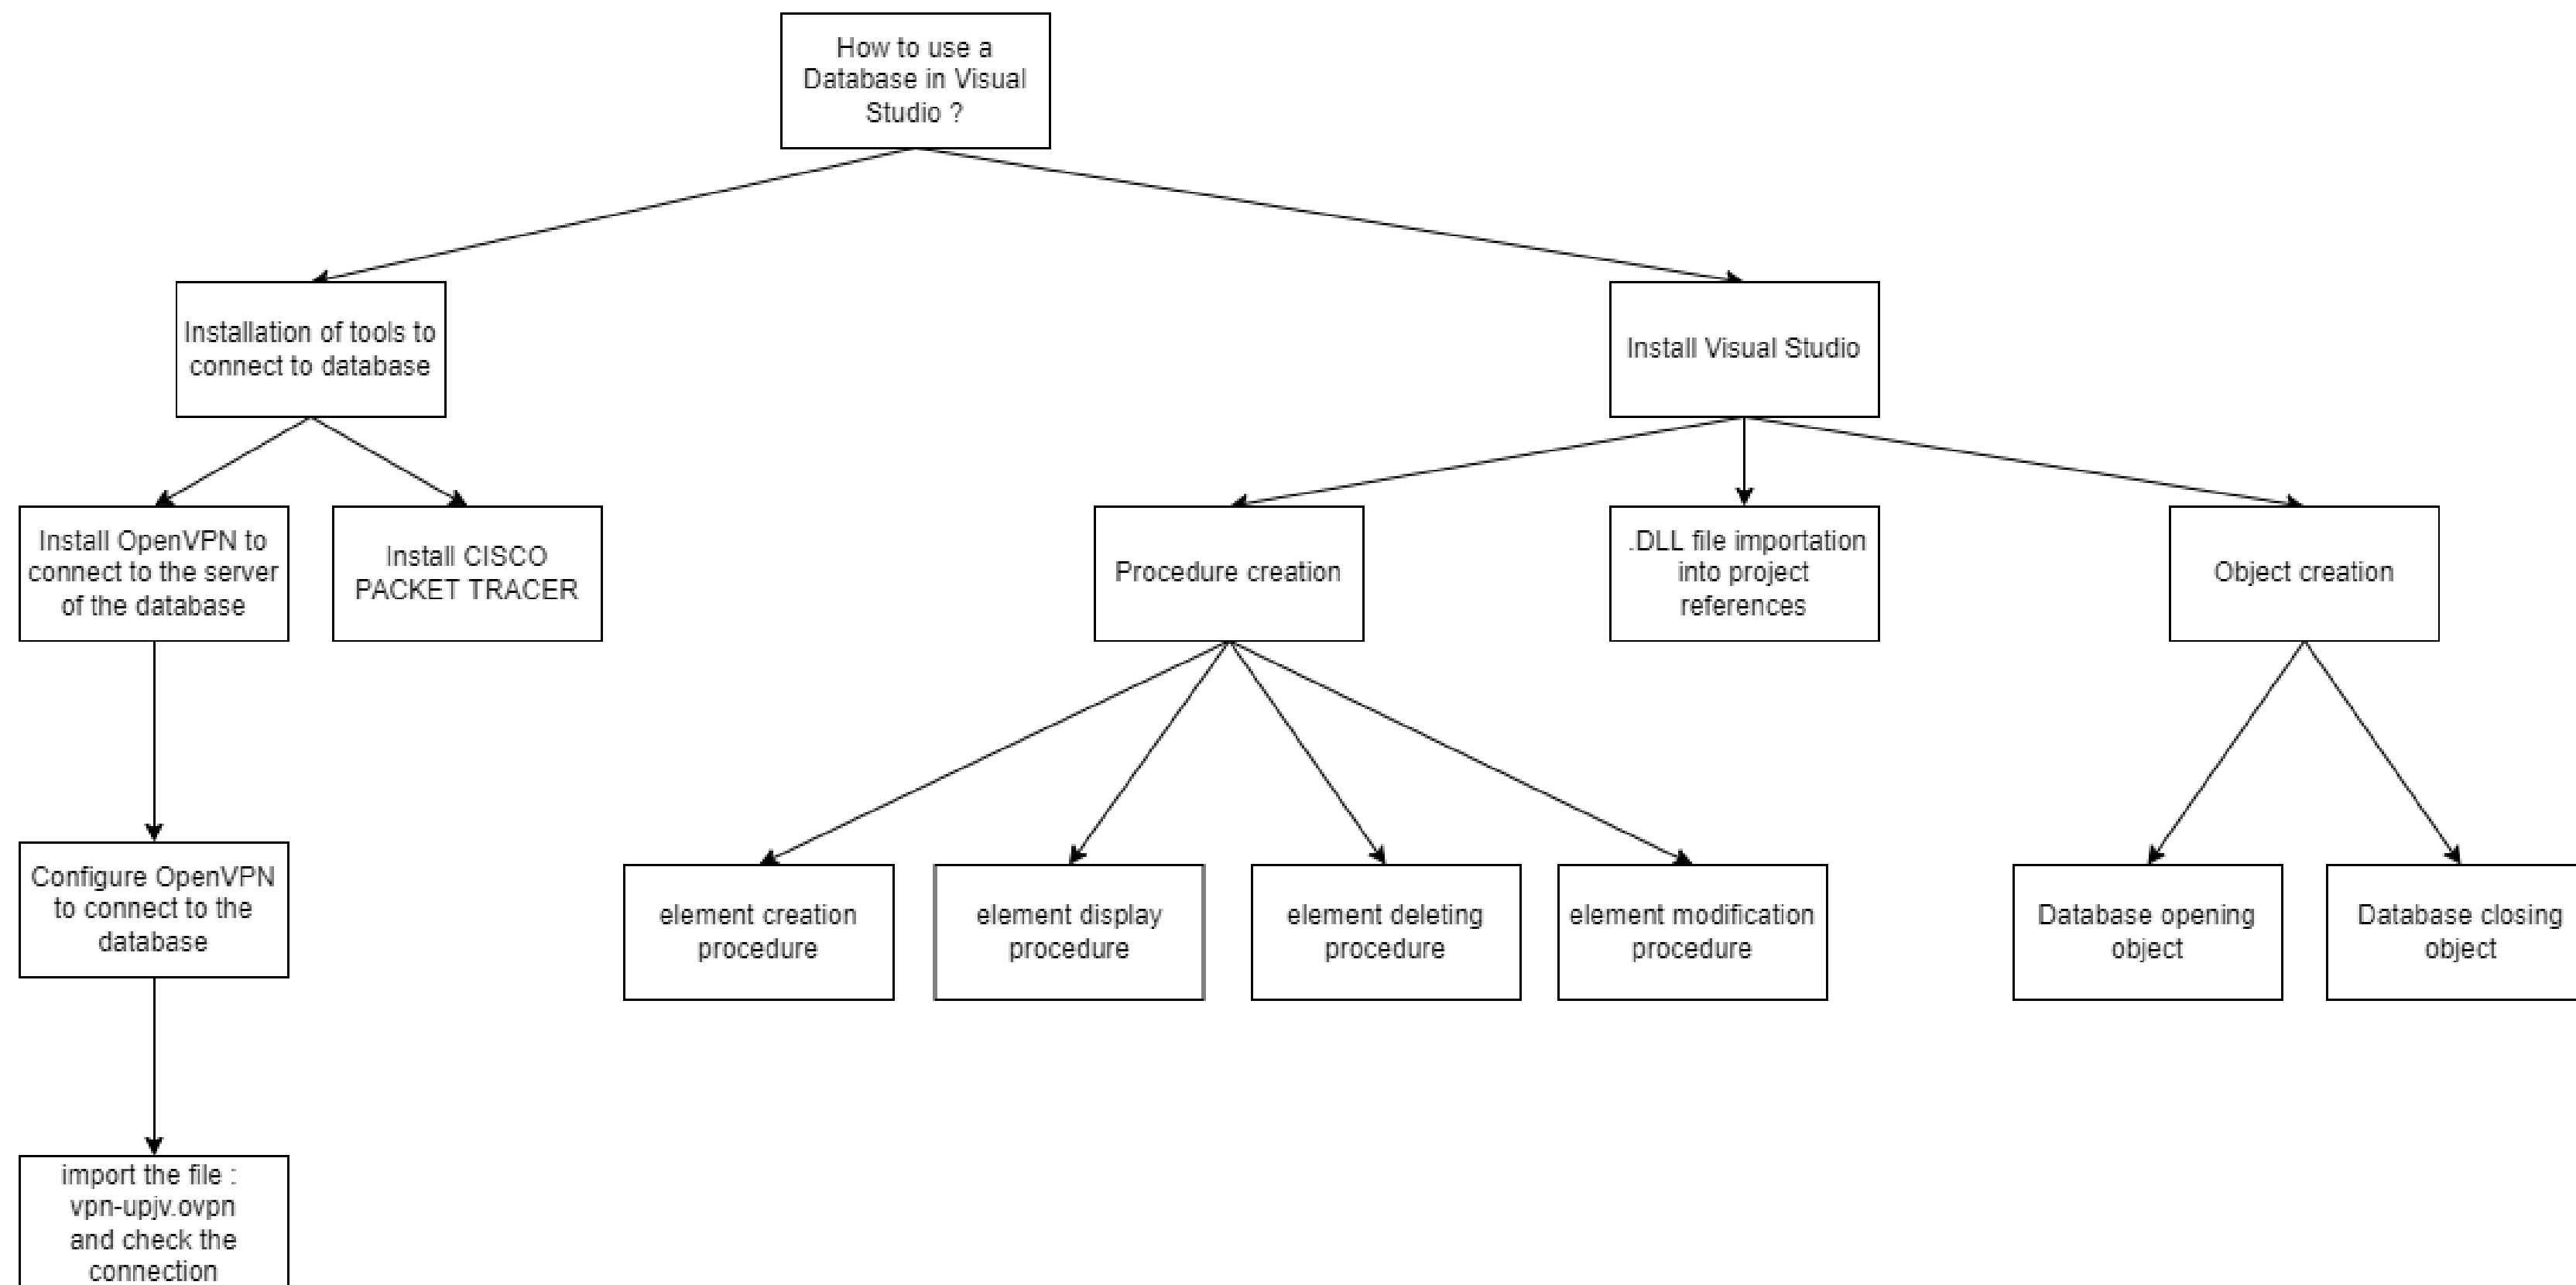 How to use a
Database in Visual
Studio ?
Installation of tools to
connect to database
Install Visual Studio
Install OpenVPN to
connect to the server
of the database
Install CISCO
PACKET TRACER
Procedure creation
.DLL file importation
into project
references
Object creation
Configure OpenVPN
to connect to the
database
element creation
procedure
element display
procedure
element deleting
procedure
element modification
procedure
Database opening
object
Database closing
object
import the file :
vpn-upjv.ovpn
and check the
connection